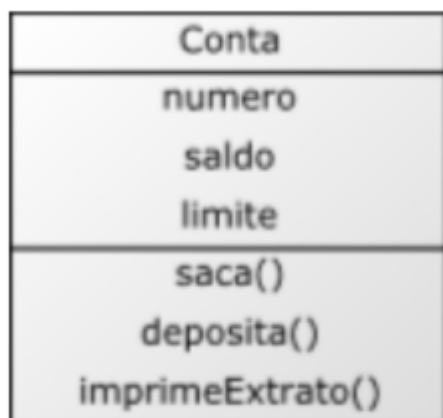 Conta
numero
saldo
limite
saca()
deposita()
imprimeExtrato()